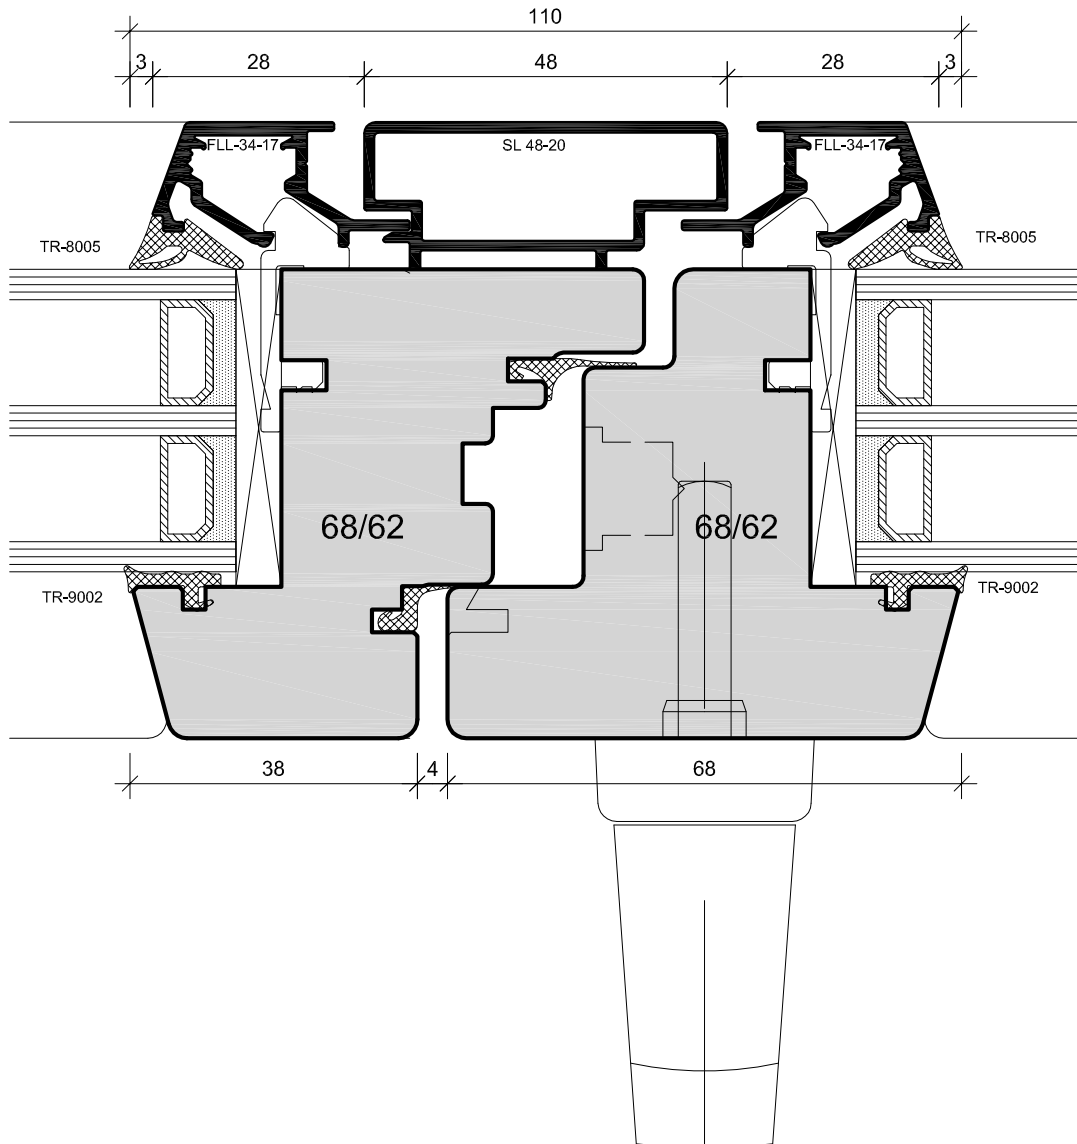 110
3 28 48 28 3
FLL-34-17 SL 48-20 FLL-34-17
TR-8005 TR-8005
68/62 68/62
TR-9002 TR-9002
38 4 68